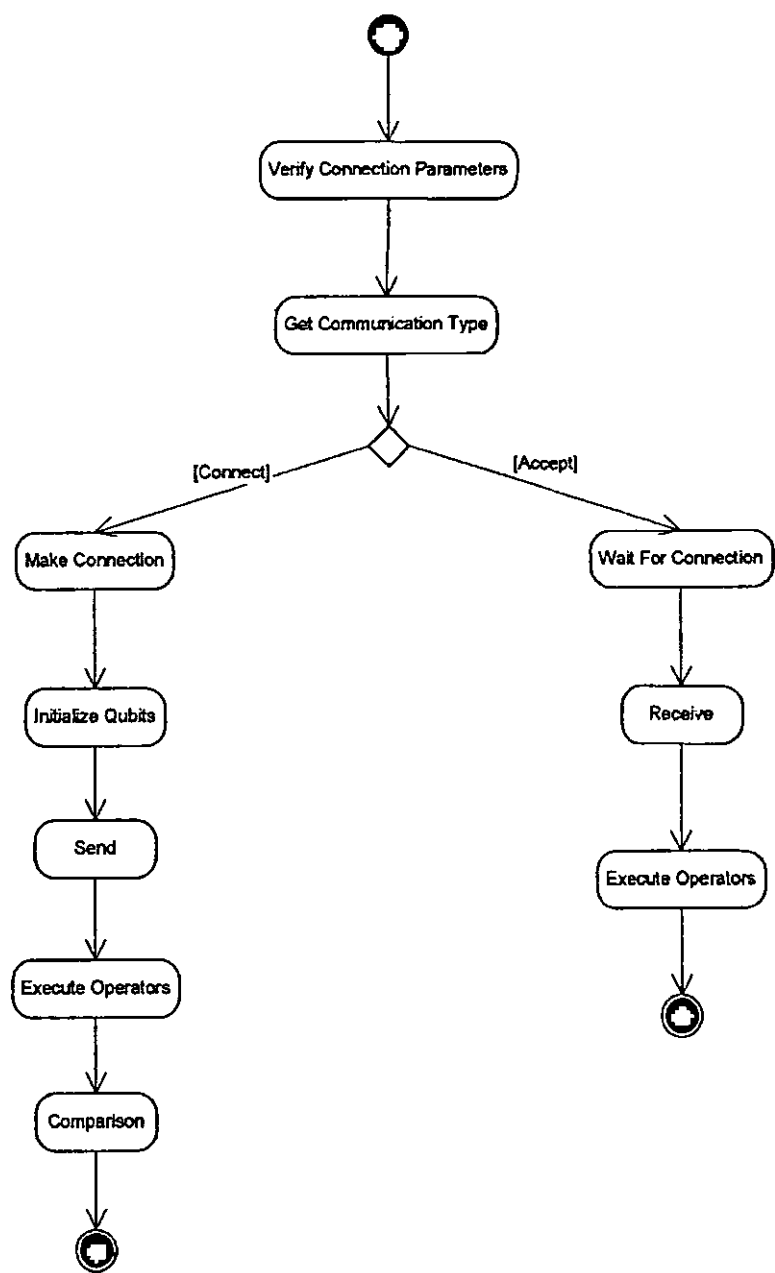 Verify Connection Parameters
Get Communication Type
[Connect]
[Accept]
Make Connection
Wait For Connection
Initialize Qubits
Receive
Send
Execute Operators
Execute Operators
Comparison